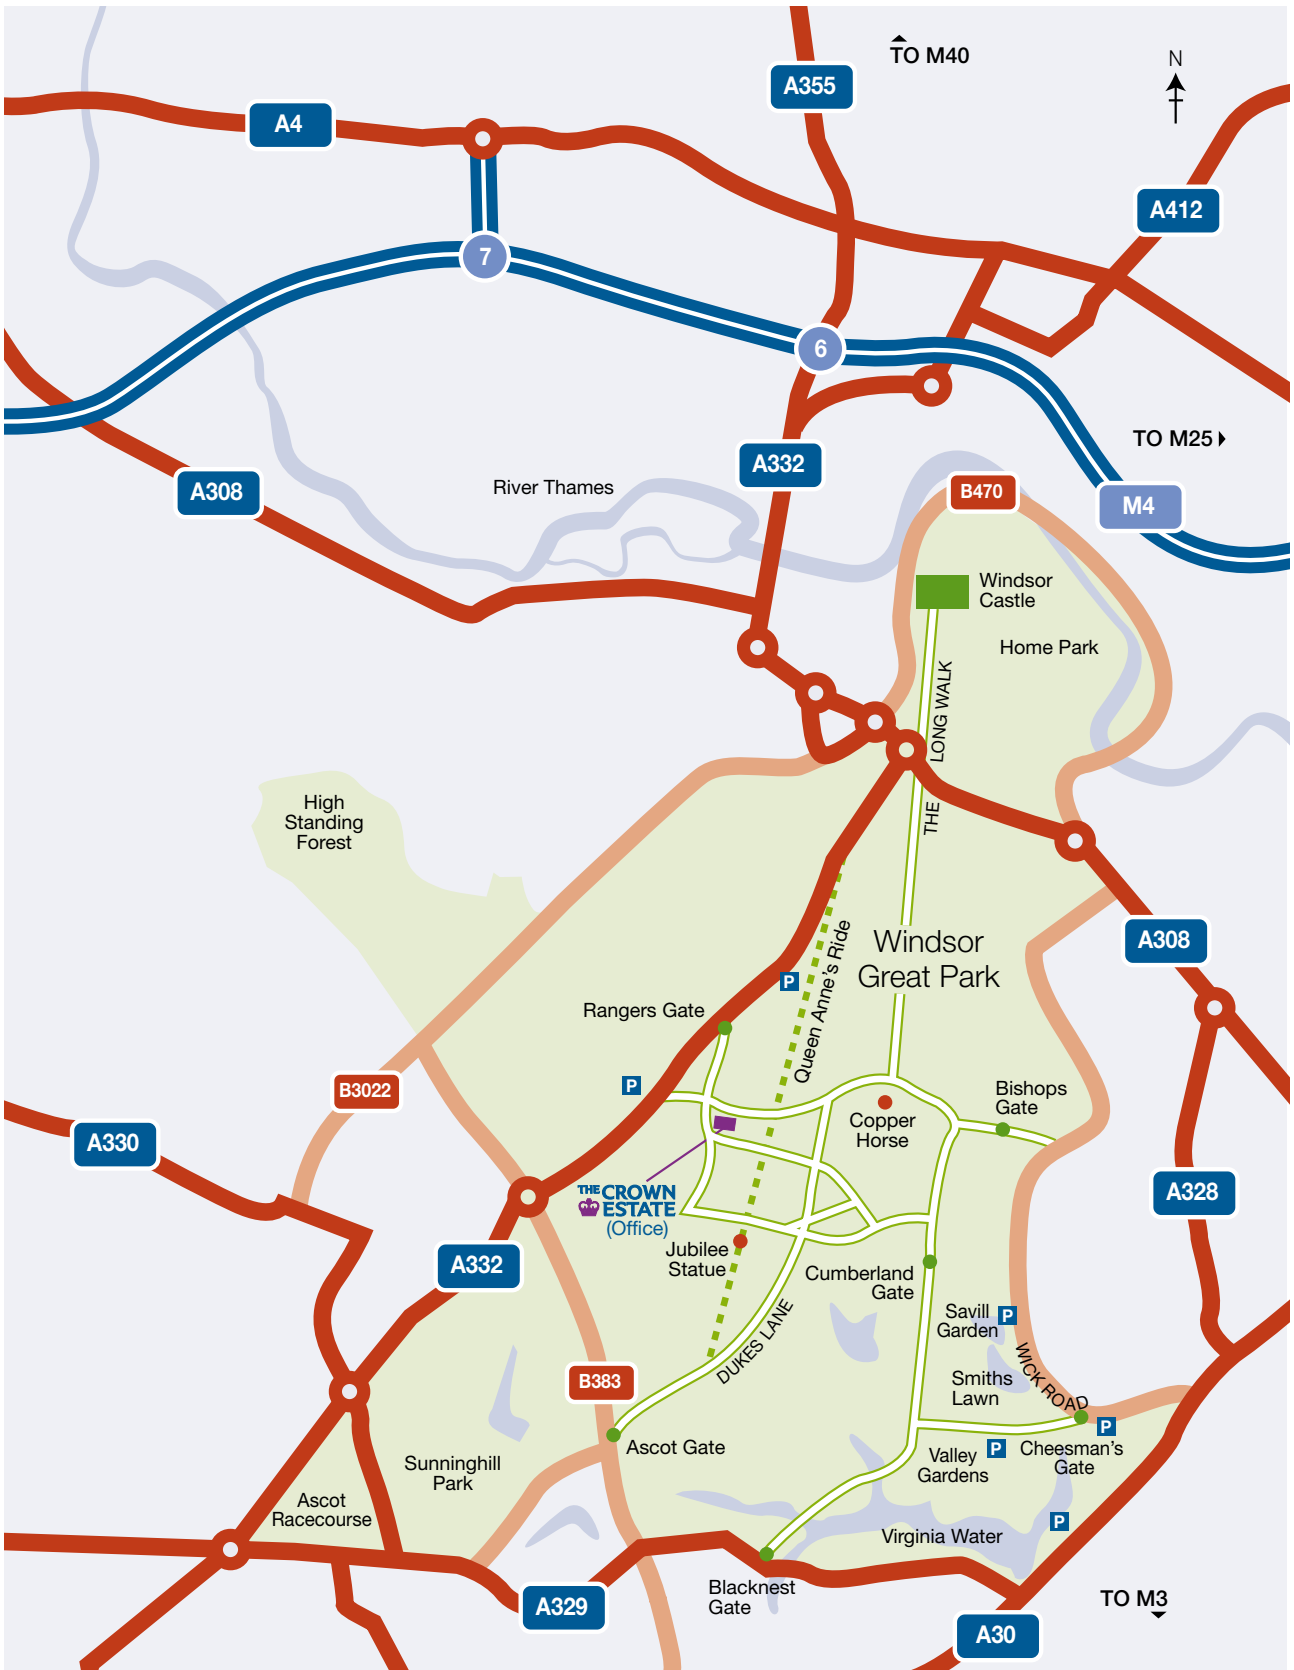 TO M40
N
A355
A4
A412
7
6
TO M25
A332
River Thames
A308
B470
M4
Windsor
Castle
Home Park
THE LONG WALK
High
Standing
Forest
Queen Anne's Ride
Windsor
Great Park
A308
P
Rangers Gate
P
B3022
Bishops
Gate
Copper
Horse
A330
THE CROWN
ESTATE
(Office)
A328
Jubilee
Statue
A332
Cumberland
Gate
Savill
Garden
P
DUKES LANE
WICK ROAD
B383
Smiths
Lawn
P
Ascot Gate
Sunninghill
Park
Valley
Gardens
P
Cheesman's
Gate
Ascot
Racecourse
P
Virginia Water
Blacknest
Gate
A329
TO M3
A30